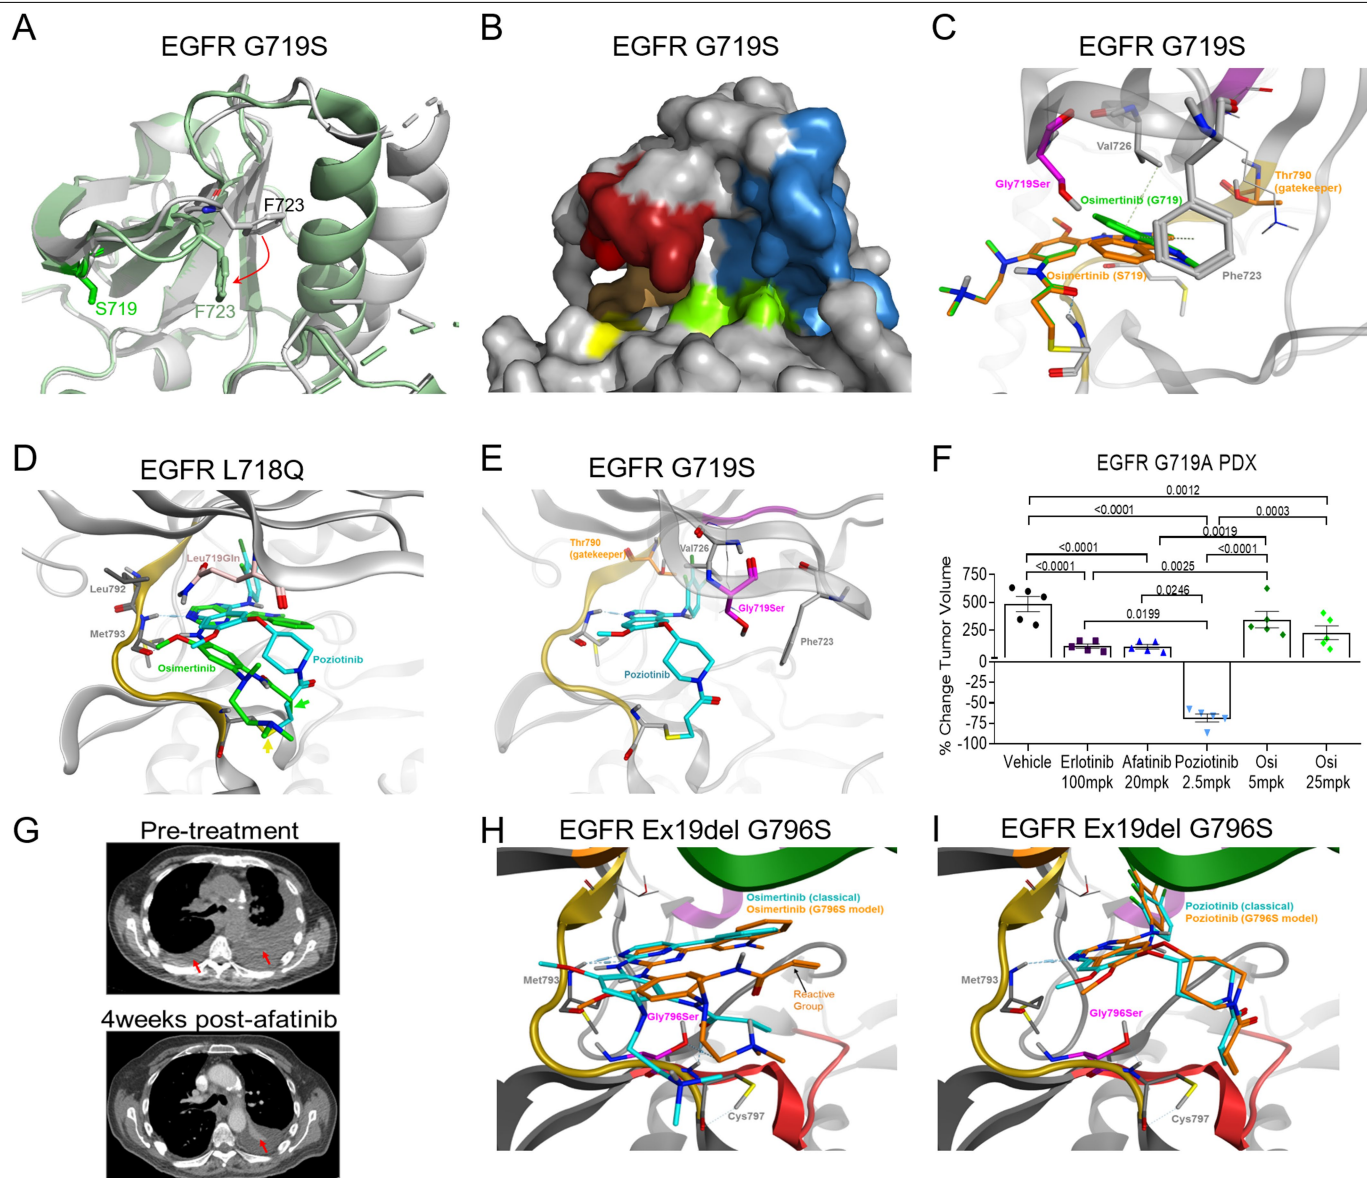 A
EGFR G719S
F723
S719
F723
B
EGFR G719S
C
EGFR G719S
Val726
Gly719Ser
Thr790
(gatekeeper)
Osimertinib (G719)
Osimertinib (S719)
Phe723
D
EGFR L718Q
Leu719Gln
Leu792
Met793
Osimertinib
Poziotinib
E
EGFR G719S
Thr790
(gatekeeper)
Val726
Gly719Ser
Phe723
Poziotinib
F
EGFR G719A PDX
0.0012
<0.0001
0.0003
0.0019
<0.0001
<0.0001
<0.0001
0.0025
0.0246
0.0199
% Change Tumor Volume
750
500
250
0
-25
-50
-75
-100
Vehicle
Erlotinib
100mpk
Afatinib
20mpk
Poziotinib
2.5mpk
Osi
5mpk
Osi
25mpk
G
Pre-treatment
4weeks post-afatinib
H
EGFR Ex19del G796S
Osimertinib (classical)
Osimertinib (G796S model)
Met793
Reactive
Group
Gly796Ser
Cys797
I
EGFR Ex19del G796S
Poziotinib (classical)
Poziotinib (G796S model)
Met793
Gly796Ser
Cys797